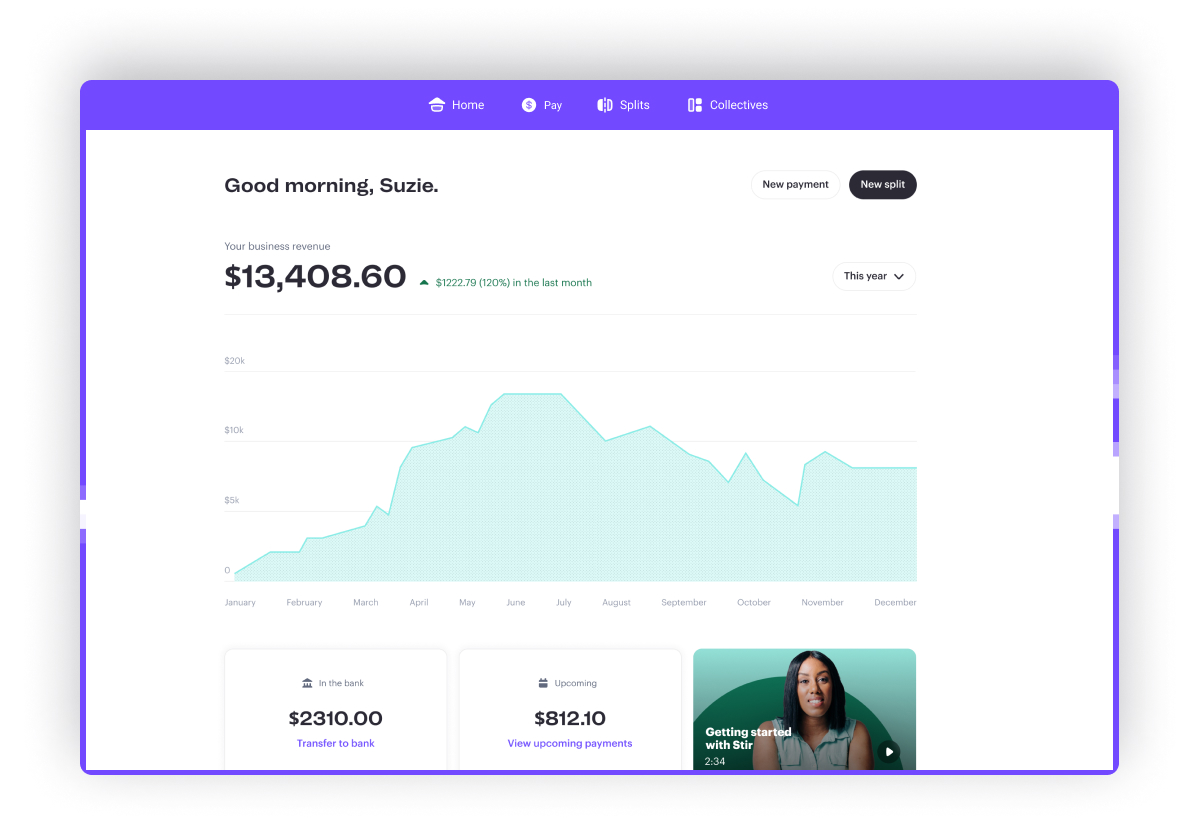 Home Pay Splits Collectives
Good morning, Suzie.
New payment New split
Your business revenue
$13,408.60 $1222.79 (120%) in the last month
This year
$20k
$10k
$5k
0
January February March April May June July August September October November December
In the bank
$2310.00
Transfer to bank
Upcoming
$812.10
View upcoming payments
Getting started
with Stir
2:34